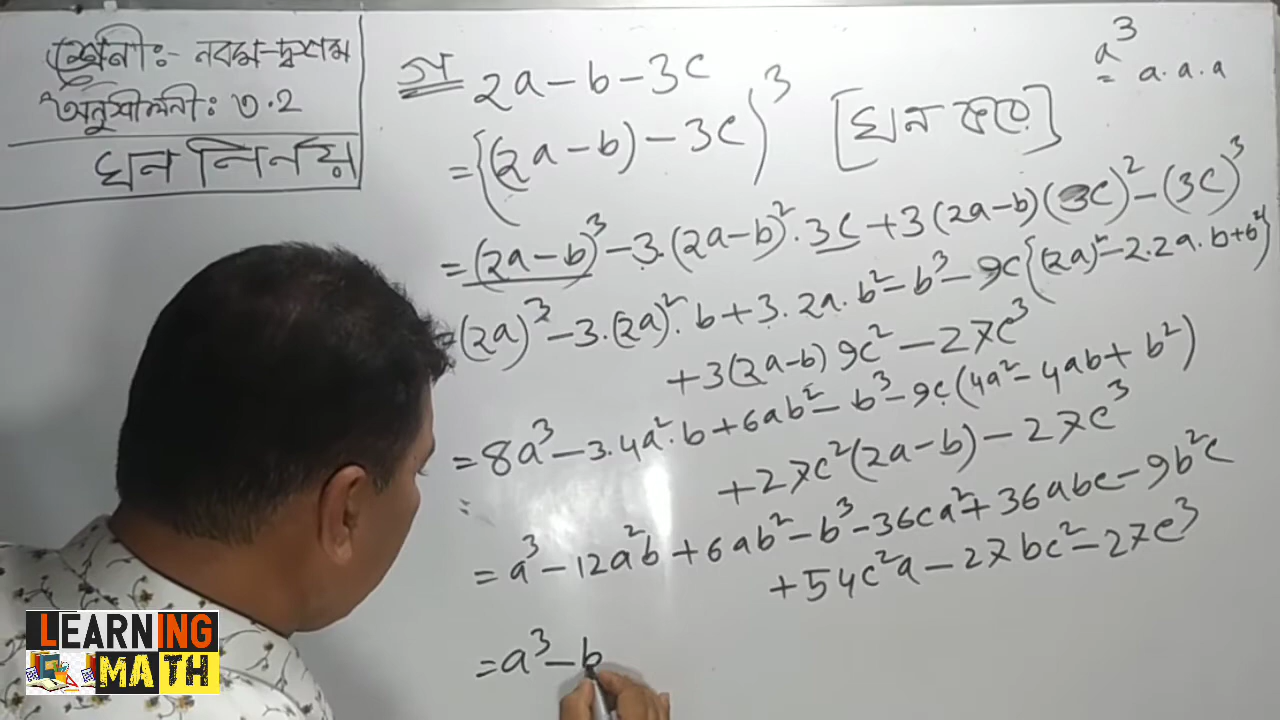 শ্রেনীঃ- নবম-দশম
অনুশীলনী: ৩.2
ঘন নির্নয়
গ 2a - b - 3c
= {(2a - b) - 3c}³ [ঘন করে]
a³
= a.a.a
= (2a - b)³ - 3.(2a - b)².3c + 3(2a - b)(3c)² - (3c)³
= (2a)³ - 3.(2a)².b + 3.2a.b² - b³ - 9c{(2a)² - 2.2a.b + b²}
+ 3(2a - b) 9c² - 27c³
= 8a³ - 3.4a².b + 6ab² - b³ - 9c(4a² - 4ab + b²)
+ 27c²(2a - b) - 27c³
= a³ - 12a²b + 6ab² - b³ - 36ca² + 36abc - 9b²c
+ 54c²a - 27bc² - 27c³
= a³ - b
LEARNING
MATH